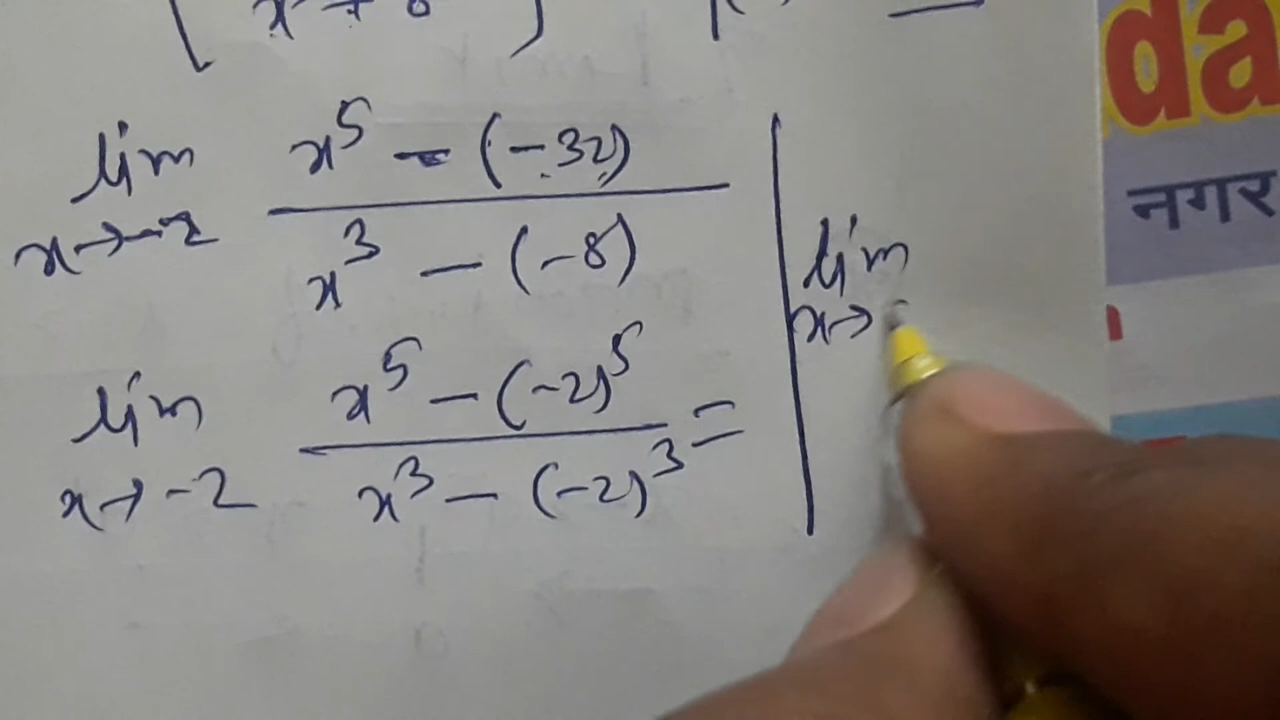 lim x→-2 x^5 - (-32) / x^3 - (-8)
lim x→-2 x^5 - (-2)^5 / x^3 - (-2)^3 =
lim x→
da
नगर